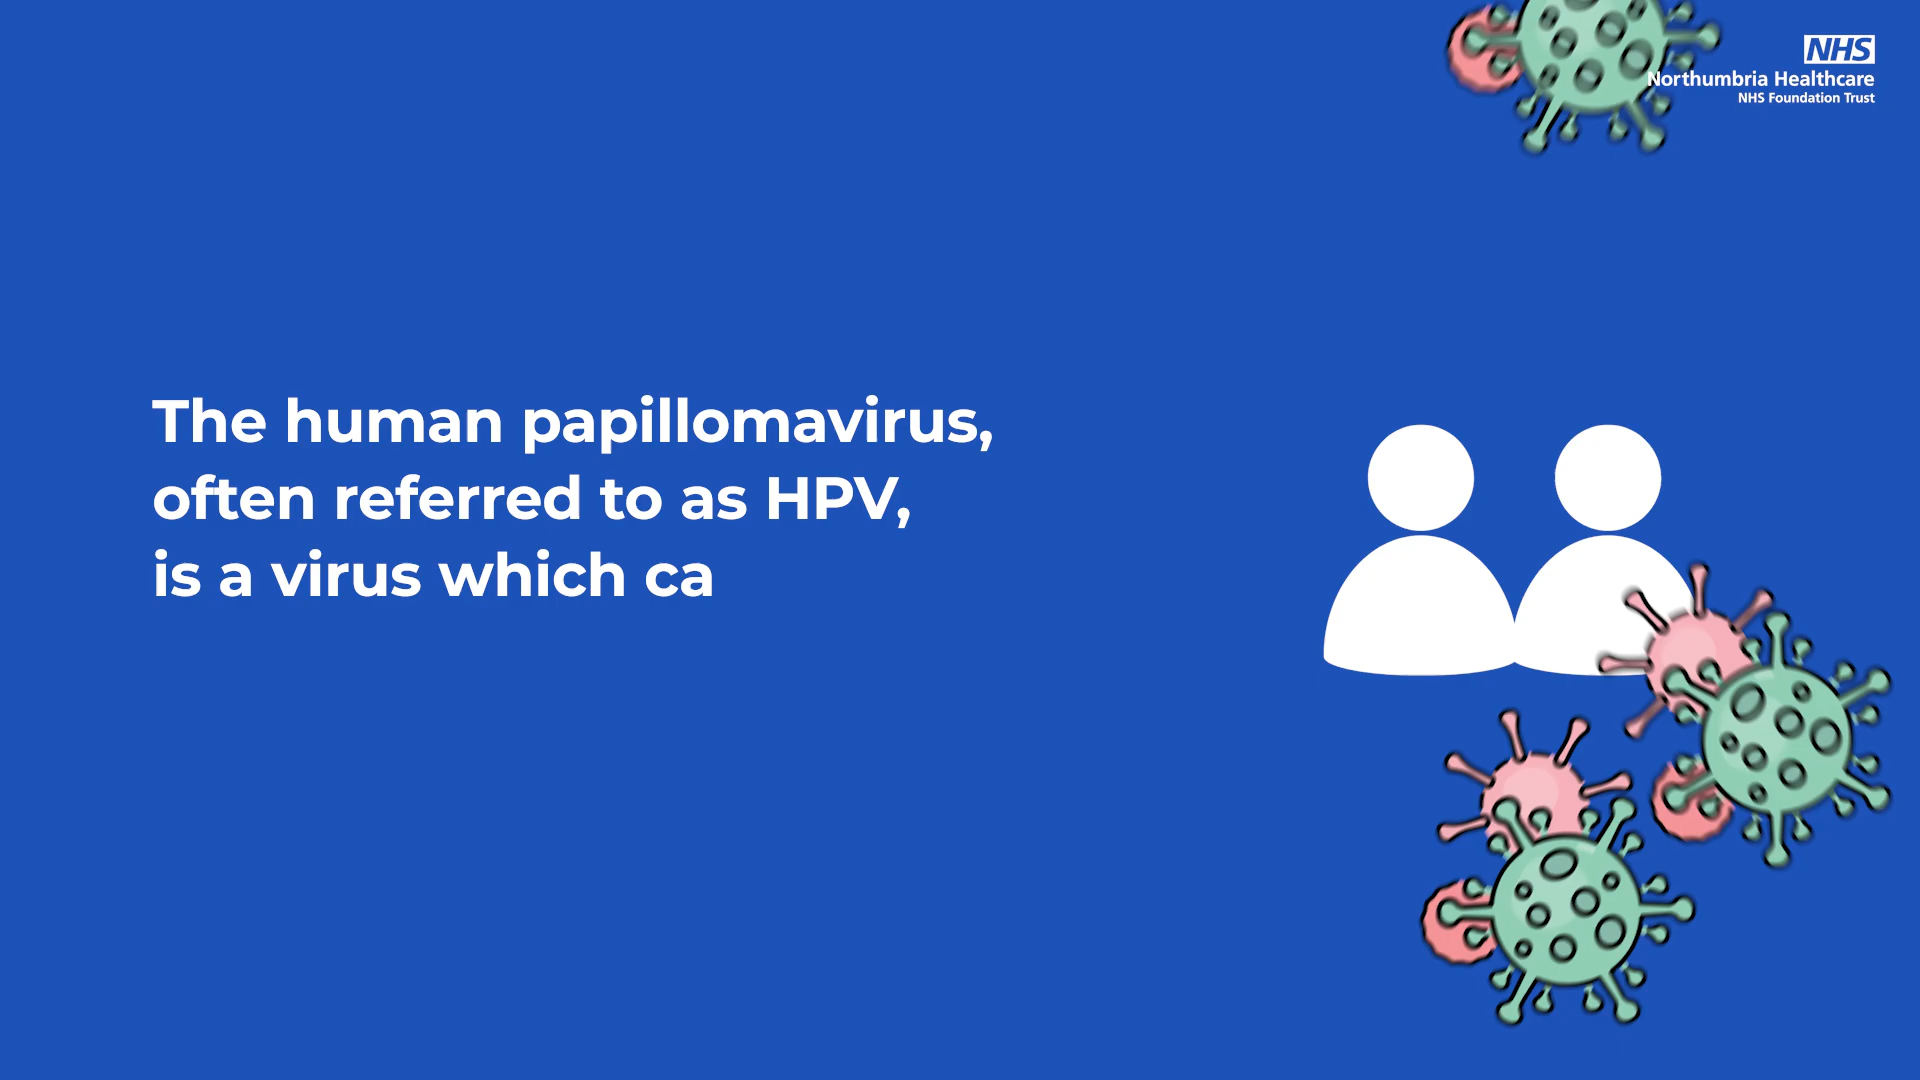 NHS
Northumbria Healthcare
NHS Foundation Trust
The human papillomavirus,
often referred to as HPV,
is a virus which ca